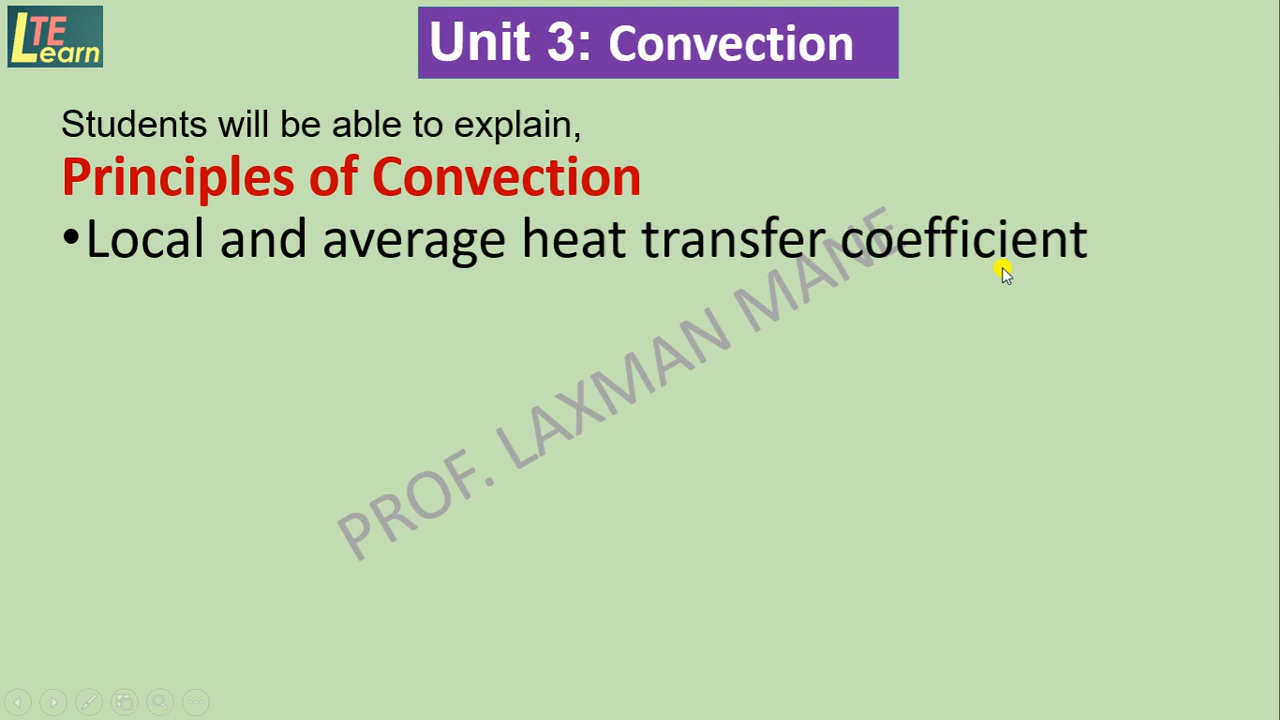 LTE
Learn
Unit 3: Convection
Students will be able to explain,
Principles of Convection
•Local and average heat transfer coefficient
PROF. LAXMAN MANE